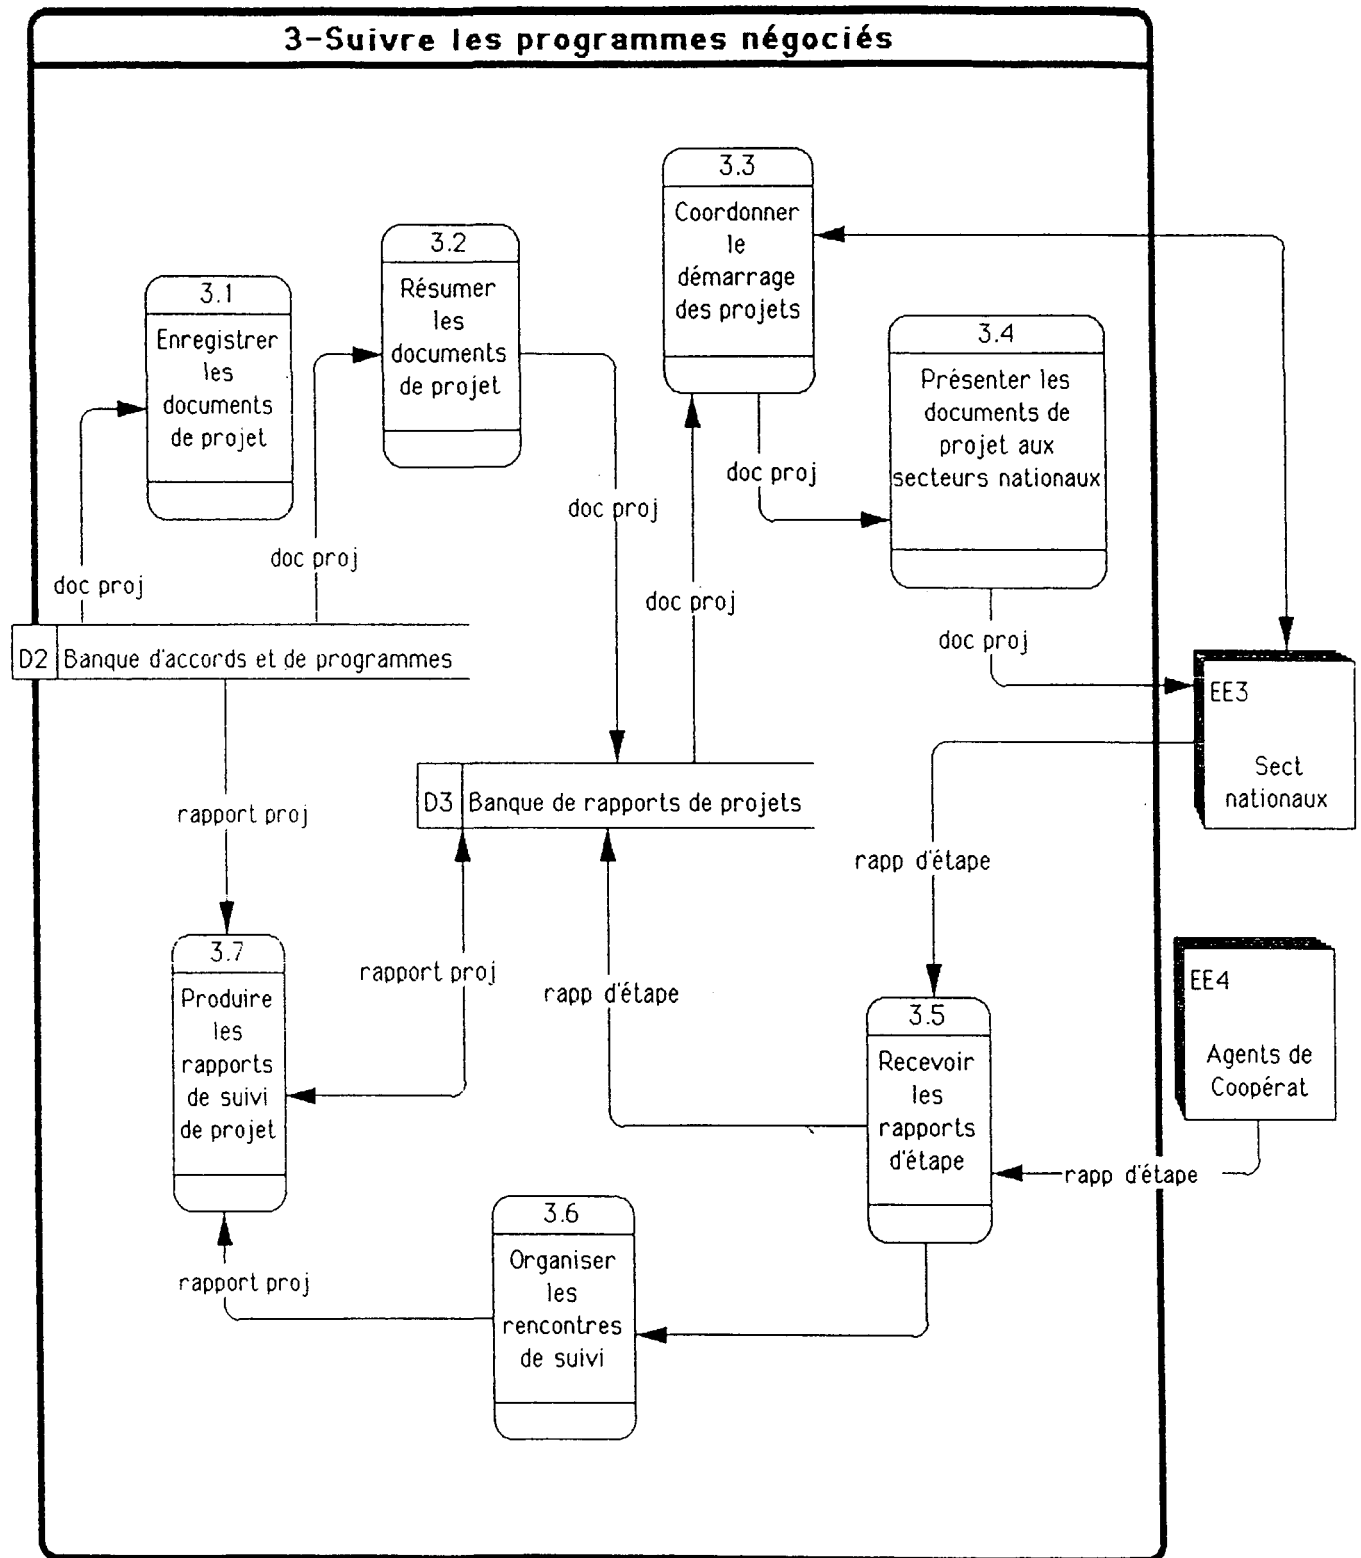 3-Suivre les programmes négociés
3.3
Coordonner
le
démarrage
des projets
3.2
Résumer
les
documents
de projet
3.1
Enregistrer
les
documents
de projet
3.4
Présenter les
documents de
projet aux
secteurs nationaux
doc proj
doc proj
doc proj
doc proj
doc proj
doc proj
D2 Banque d'accords et de programmes
EE3
Sect
nationaux
D3 Banque de rapports de projets
rapport proj
rapp d'étape
3.7
Produire
les
rapports
de suivi
de projet
rapport proj
rapp d'étape
3.5
Recevoir
les
rapports
d'étape
EE4
Agents de
Coopérat
rapp d'étape
3.6
Organiser
les
rencontres
de suivi
rapport proj